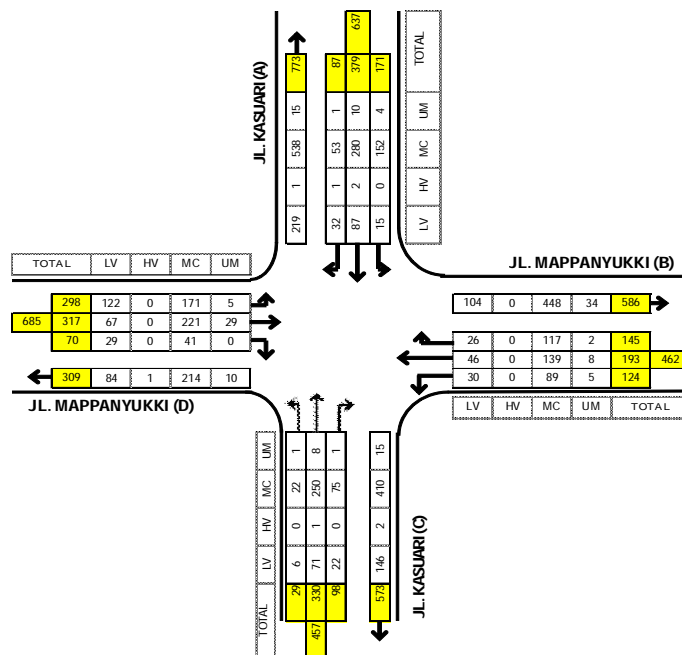 637
773 87 379 171 TOTAL
15 1 10 4 UM
538 53 280 152 MC
1 1 2 0 HV
219 32 87 15 LV
JL. KASUARI (A)
TOTAL LV HV MC UM
298 122 0 171 5
685 317 67 0 221 29
70 29 0 41 0
309 84 1 214 10
JL. MAPPANYUKKI (D)
JL. MAPPANYUKKI (B)
104 0 448 34 586
26 0 117 2 145
46 0 139 8 193 462
30 0 89 5 124
LV HV MC UM TOTAL
UM 1 8 1 15
MC 22 250 75 410
HV 0 1 0 2
LV 6 71 22 146
TOTAL 29 330 98 573
457
JL. KASUARI (C)